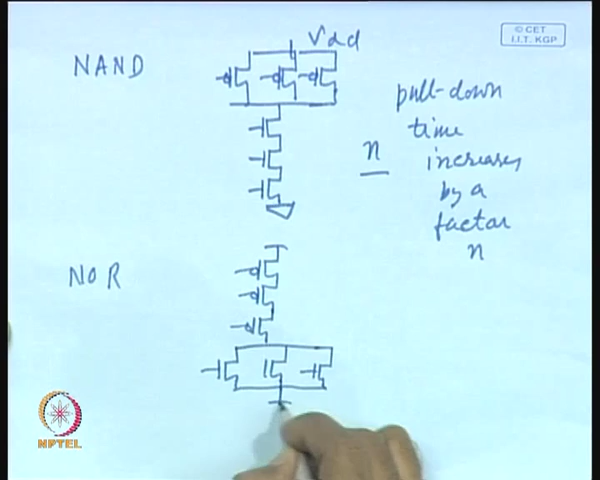 © CET
I.I.T. KGP
NAND
Vdd
pull-down
time
n
increases
by a
factor
n
NOR
NPTEL